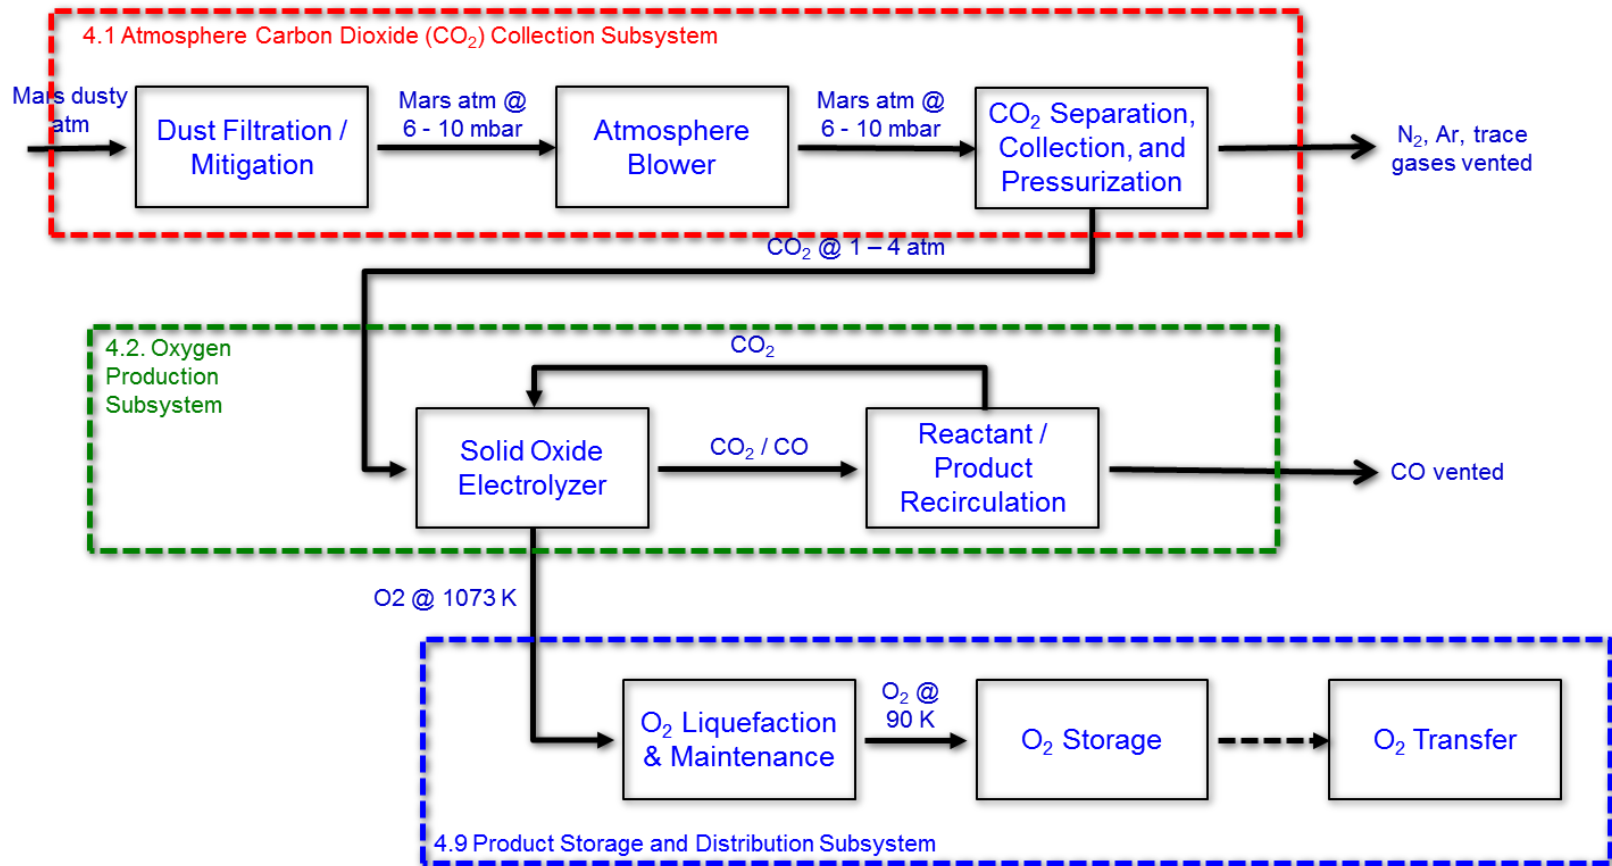 4.1 Atmosphere Carbon Dioxide (CO₂) Collection Subsystem
Mars dusty
atm
Dust Filtration /
Mitigation
Mars atm @
6 - 10 mbar
Atmosphere
Blower
Mars atm @
6 - 10 mbar
CO₂ Separation,
Collection, and
Pressurization
N₂, Ar, trace
gases vented
CO₂ @ 1 – 4 atm
4.2. Oxygen
Production
Subsystem
CO₂
Solid Oxide
Electrolyzer
CO₂ / CO
Reactant /
Product
Recirculation
CO vented
O2 @ 1073 K
O₂ Liquefaction
& Maintenance
O₂ @
90 K
O₂ Storage
O₂ Transfer
4.9 Product Storage and Distribution Subsystem